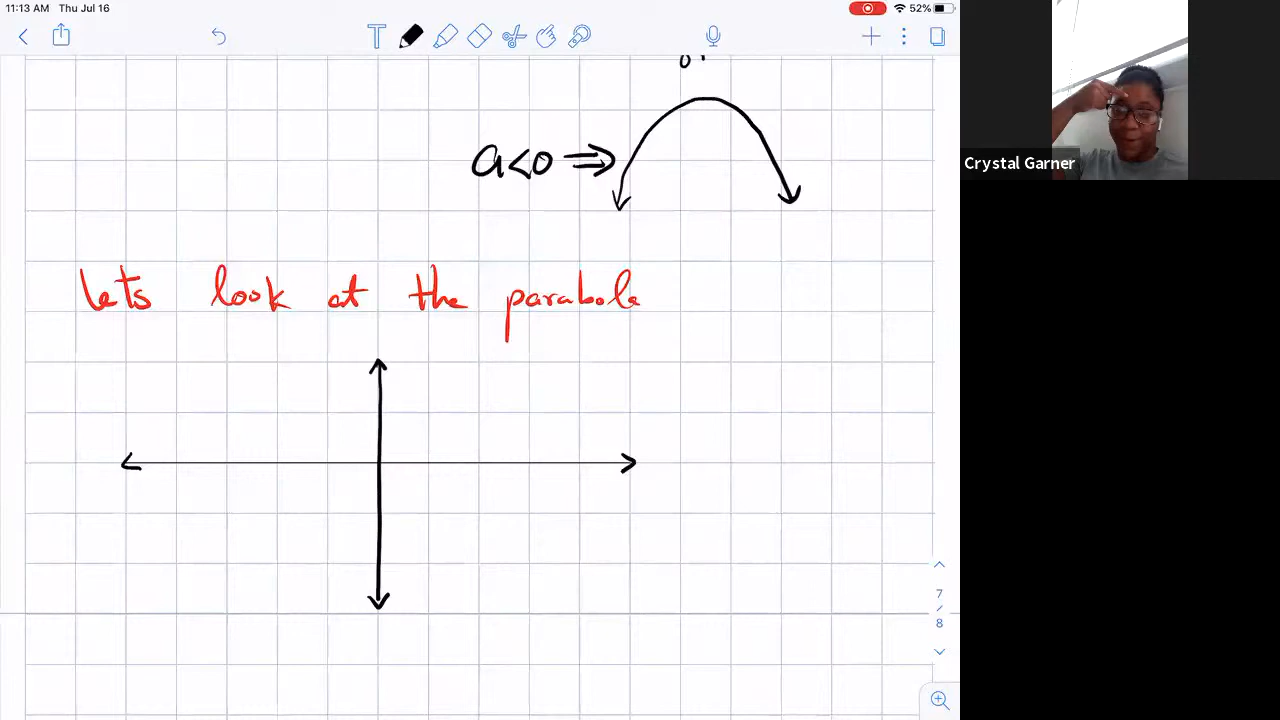 11:13 AM Thu Jul 16
52%
T
a<0 ⇒
Lets look at the parabola
7
/
8
Crystal Garner